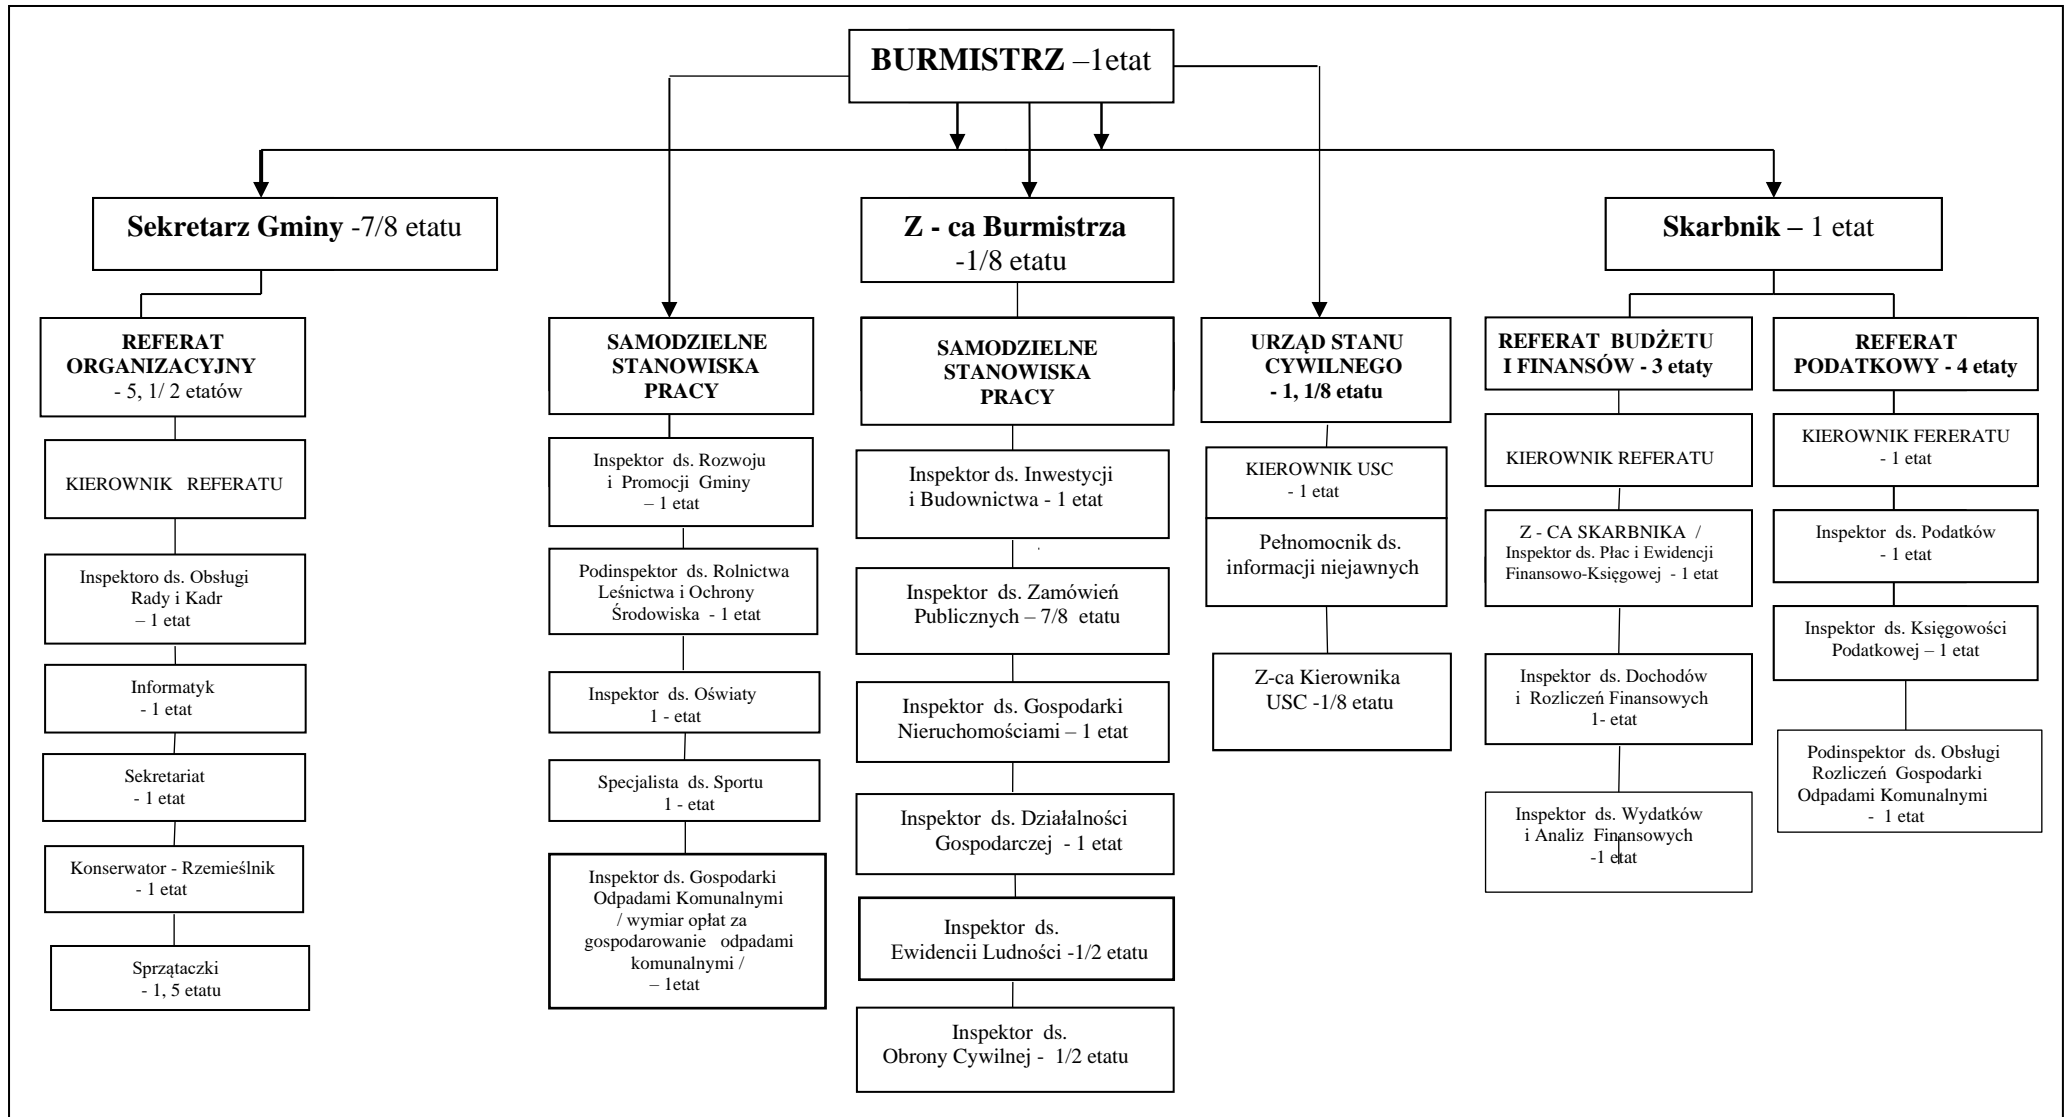 BURMISTRZ –1etat
Sekretarz Gminy -7/8 etatu
Z - ca Burmistrza
-1/8 etatu
Skarbnik – 1 etat
REFERAT
ORGANIZACYJNY
- 5, 1/ 2 etatów
KIEROWNIK REFERATU
Inspektoro ds. Obsługi
Rady i Kadr
– 1 etat
Informatyk
- 1 etat
Sekretariat
- 1 etat
Konserwator - Rzemieślnik
- 1 etat
Sprzątaczki
- 1, 5 etatu
SAMODZIELNE
STANOWISKA
PRACY
Inspektor ds. Rozwoju
i Promocji Gminy
– 1 etat
Podinspektor ds. Rolnictwa
Leśnictwa i Ochrony
Środowiska - 1 etat
Inspektor ds. Oświaty
1 - etat
Specjalista ds. Sportu
1 - etat
Inspektor ds. Gospodarki
Odpadami Komunalnymi
/ wymiar opłat za
gospodarowanie odpadami
komunalnymi /
– 1etat
SAMODZIELNE
STANOWISKA
PRACY
Inspektor ds. Inwestycji
i Budownictwa - 1 etat
Inspektor ds. Zamówień
Publicznych – 7/8 etatu
Inspektor ds. Gospodarki
Nieruchomościami – 1 etat
Inspektor ds. Działalności
Gospodarczej - 1 etat
Inspektor ds.
Ewidencii Ludności -1/2 etatu
Inspektor ds.
Obrony Cywilnej - 1/2 etatu
URZĄD STANU
CYWILNEGO
- 1, 1/8 etatu
KIEROWNIK USC
- 1 etat
Pełnomocnik ds.
informacji niejawnych
Z-ca Kierownika
USC -1/8 etatu
REFERAT BUDŻETU
I FINANSÓW - 3 etaty
KIEROWNIK REFERATU
Z - CA SKARBNIKA /
Inspektor ds. Płac i Ewidencji
Finansowo-Księgowej - 1 etat
Inspektor ds. Dochodów
i Rozliczeń Finansowych
1- etat
Inspektor ds. Wydatków
i Analiz Finansowych
-1 etat
REFERAT
PODATKOWY - 4 etaty
KIEROWNIK FERERATU
- 1 etat
Inspektor ds. Podatków
- 1 etat
Inspektor ds. Księgowości
Podatkowej – 1 etat
Podinspektor ds. Obsługi
Rozliczeń Gospodarki
Odpadami Komunalnymi
- 1 etat